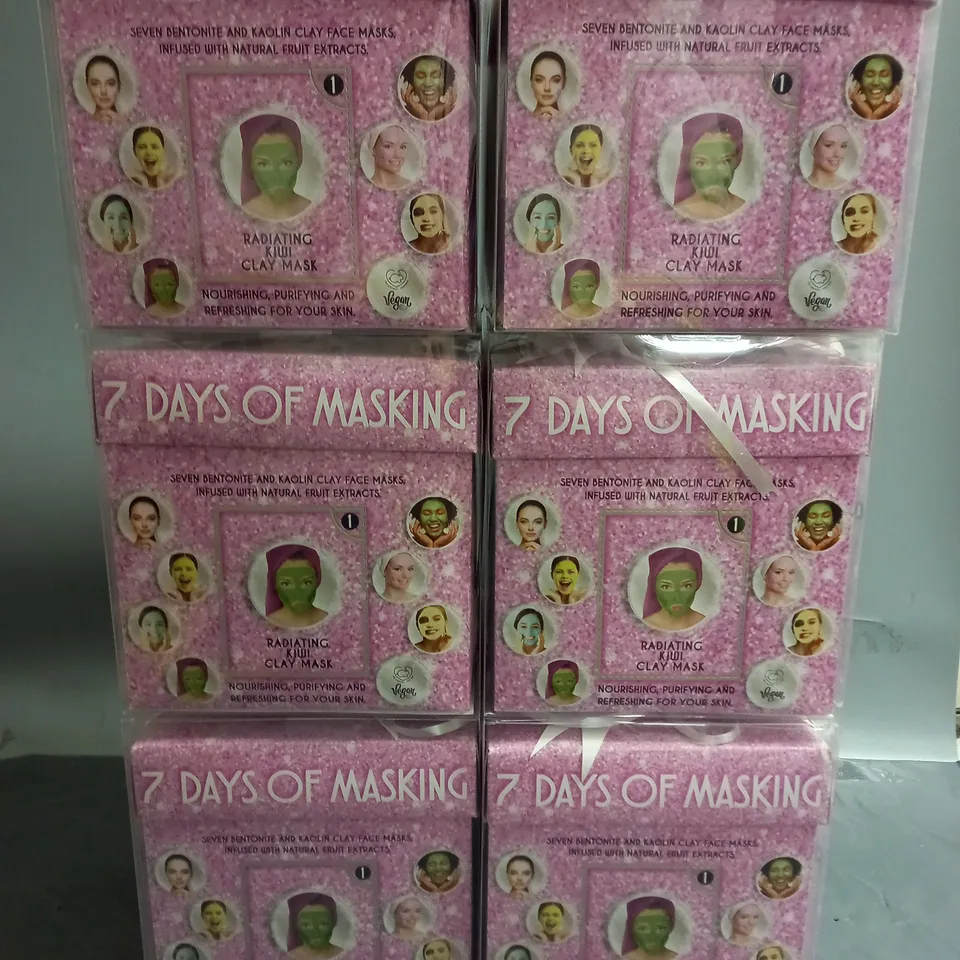 SEVEN BENTONITE AND KAOLIN CLAY FACE MASKS,
INFUSED WITH NATURAL FRUIT EXTRACTS.
1
RADIATING
KIWI
CLAY MASK
Vegan
NOURISHING, PURIFYING AND
REFRESHING FOR YOUR SKIN.
SEVEN BENTONITE AND KAOLIN CLAY FACE MASKS,
INFUSED WITH NATURAL FRUIT EXTRACTS.
1
RADIATING
KIWI
CLAY MASK
Vegan
NOURISHING, PURIFYING AND
REFRESHING FOR YOUR SKIN.
7 DAYS OF MASKING
SEVEN BENTONITE AND KAOLIN CLAY FACE MASKS,
INFUSED WITH NATURAL FRUIT EXTRACTS.
1
RADIATING
KIWI
CLAY MASK
Vegan
NOURISHING, PURIFYING AND
REFRESHING FOR YOUR SKIN.
7 DAYS OF MASKING
SEVEN BENTONITE AND KAOLIN CLAY FACE MASKS,
INFUSED WITH NATURAL FRUIT EXTRACTS.
1
RADIATING
KIWI
CLAY MASK
Vegan
NOURISHING, PURIFYING AND
REFRESHING FOR YOUR SKIN.
7 DAYS OF MASKING
SEVEN BENTONITE AND KAOLIN CLAY FACE MASKS,
INFUSED WITH NATURAL FRUIT EXTRACTS.
1
7 DAYS OF MASKING
SEVEN BENTONITE AND KAOLIN CLAY FACE MASKS,
INFUSED WITH NATURAL FRUIT EXTRACTS.
1